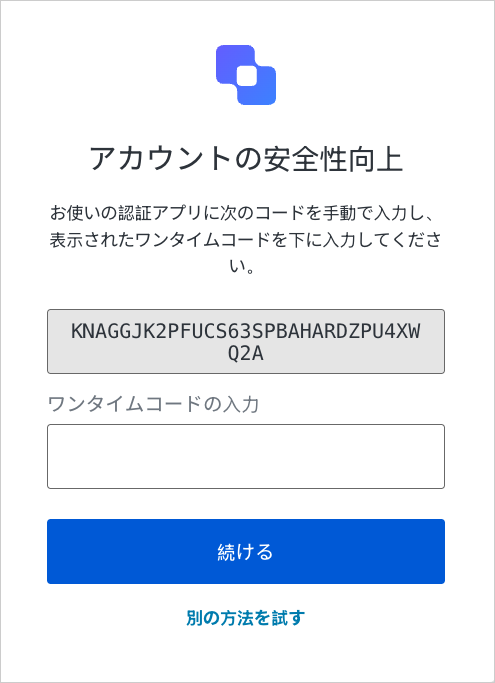 アカウントの安全性向上
お使いの認証アプリに次のコードを手動で入力し、
表示されたワンタイムコードを下に入力してくださ
い。
KNAGGJK2PFUCS63SPBAHARDZPU4XW
Q2A
ワンタイムコードの入力
続ける
別の方法を試す